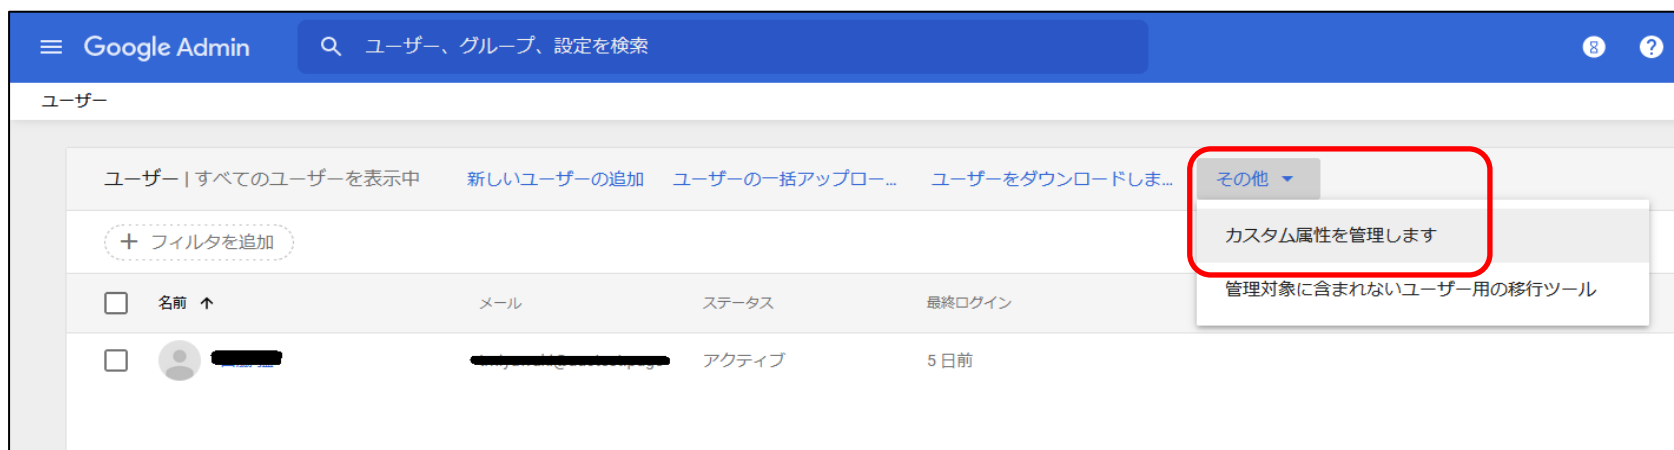 Google Admin
ユーザー、グループ、設定を検索
ユーザー
ユーザー | すべてのユーザーを表示中
新しいユーザーの追加
ユーザーの一括アップロー...
ユーザーをダウンロードしま...
その他
カスタム属性を管理します
管理対象に含まれないユーザー用の移行ツール
フィルタを追加
名前
メール
ステータス
最終ログイン
アクティブ
5 日前